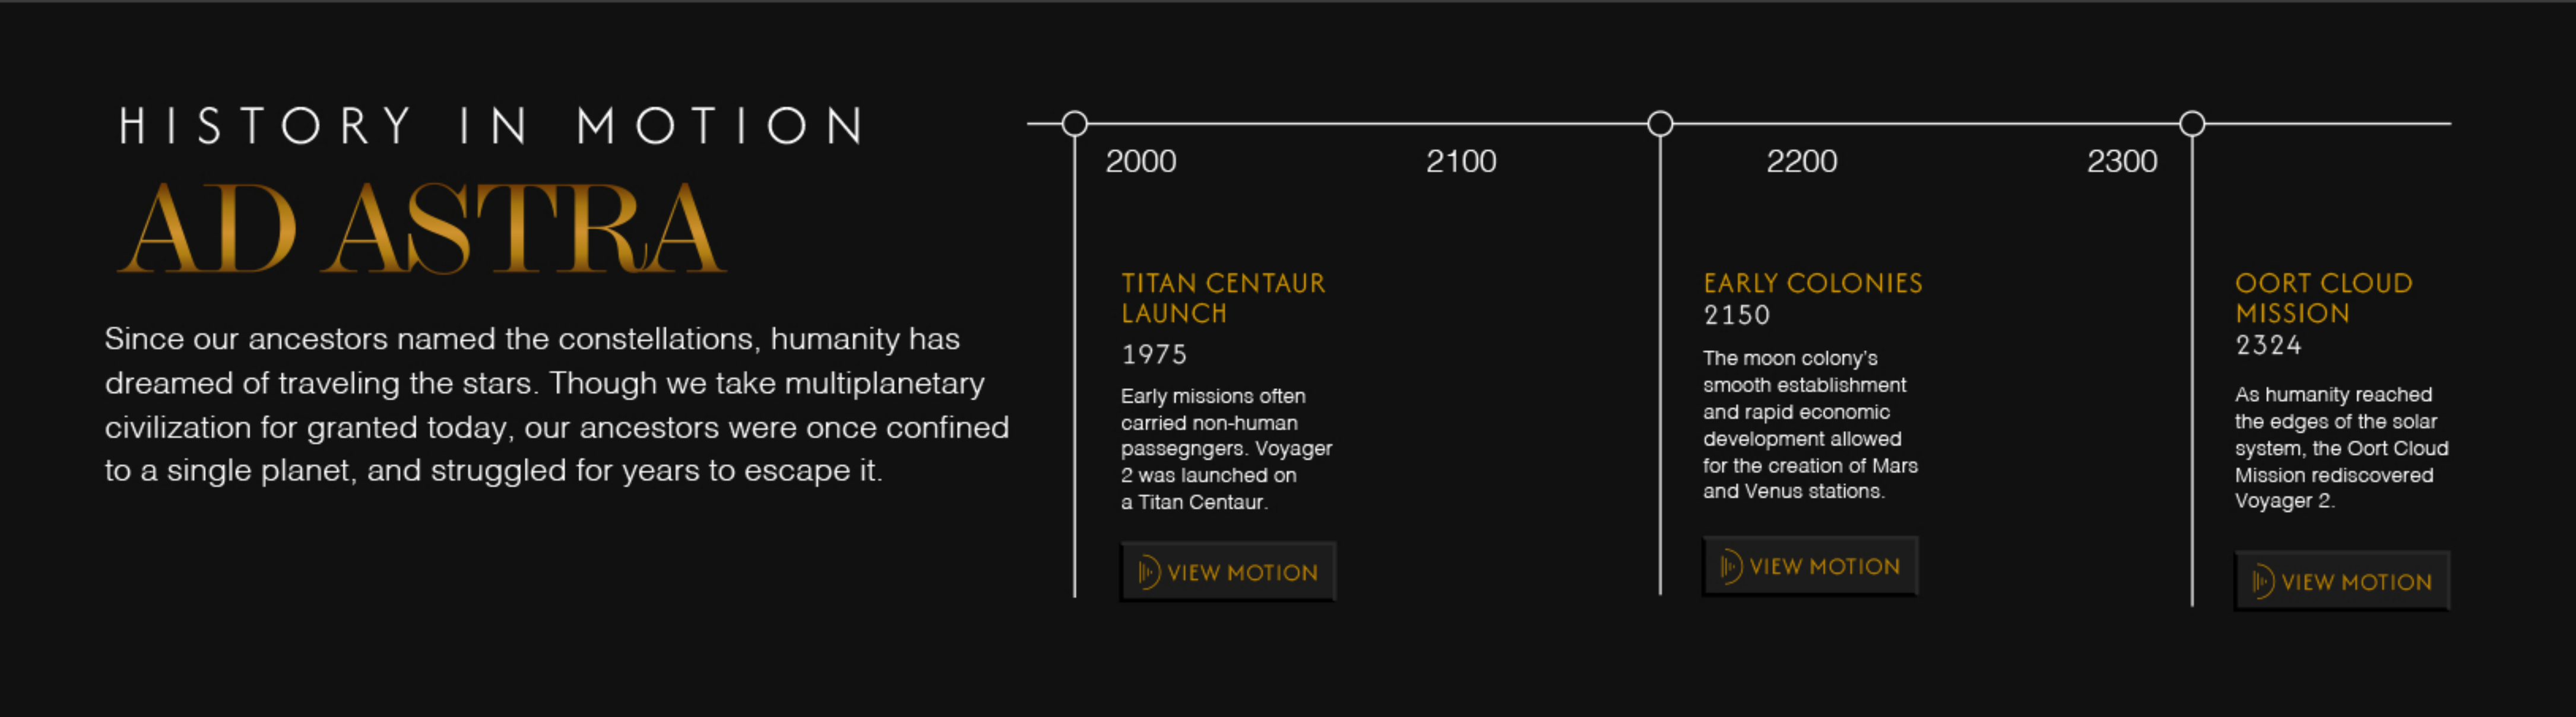 HISTORY IN MOTION
AD ASTRA
Since our ancestors named the constellations, humanity has
dreamed of traveling the stars. Though we take multiplanetary
civilization for granted today, our ancestors were once confined
to a single planet, and struggled for years to escape it.
2000 2100 2200 2300
TITAN CENTAUR
LAUNCH
1975
Early missions often
carried non-human
passegngers. Voyager
2 was launched on
a Titan Centaur.
VIEW MOTION
EARLY COLONIES
2150
The moon colony's
smooth establishment
and rapid economic
development allowed
for the creation of Mars
and Venus stations.
VIEW MOTION
OORT CLOUD
MISSION
2324
As humanity reached
the edges of the solar
system, the Oort Cloud
Mission rediscovered
Voyager 2.
VIEW MOTION